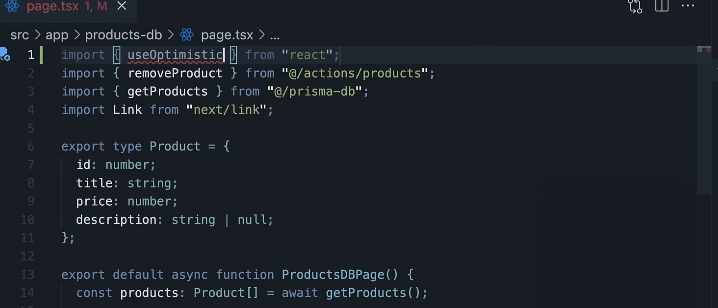 page.tsx 1, M
src > app > products-db > page.tsx > ...
1 import { useOptimistic } from "react";
2 import { removeProduct } from "@/actions/products";
3 import { getProducts } from "@/prisma-db";
4 import Link from "next/link";
5
6 export type Product = {
7 id: number;
8 title: string;
9 price: number;
10 description: string | null;
11 };
12
13 export default async function ProductsDBPage() {
14 const products: Product[] = await getProducts();